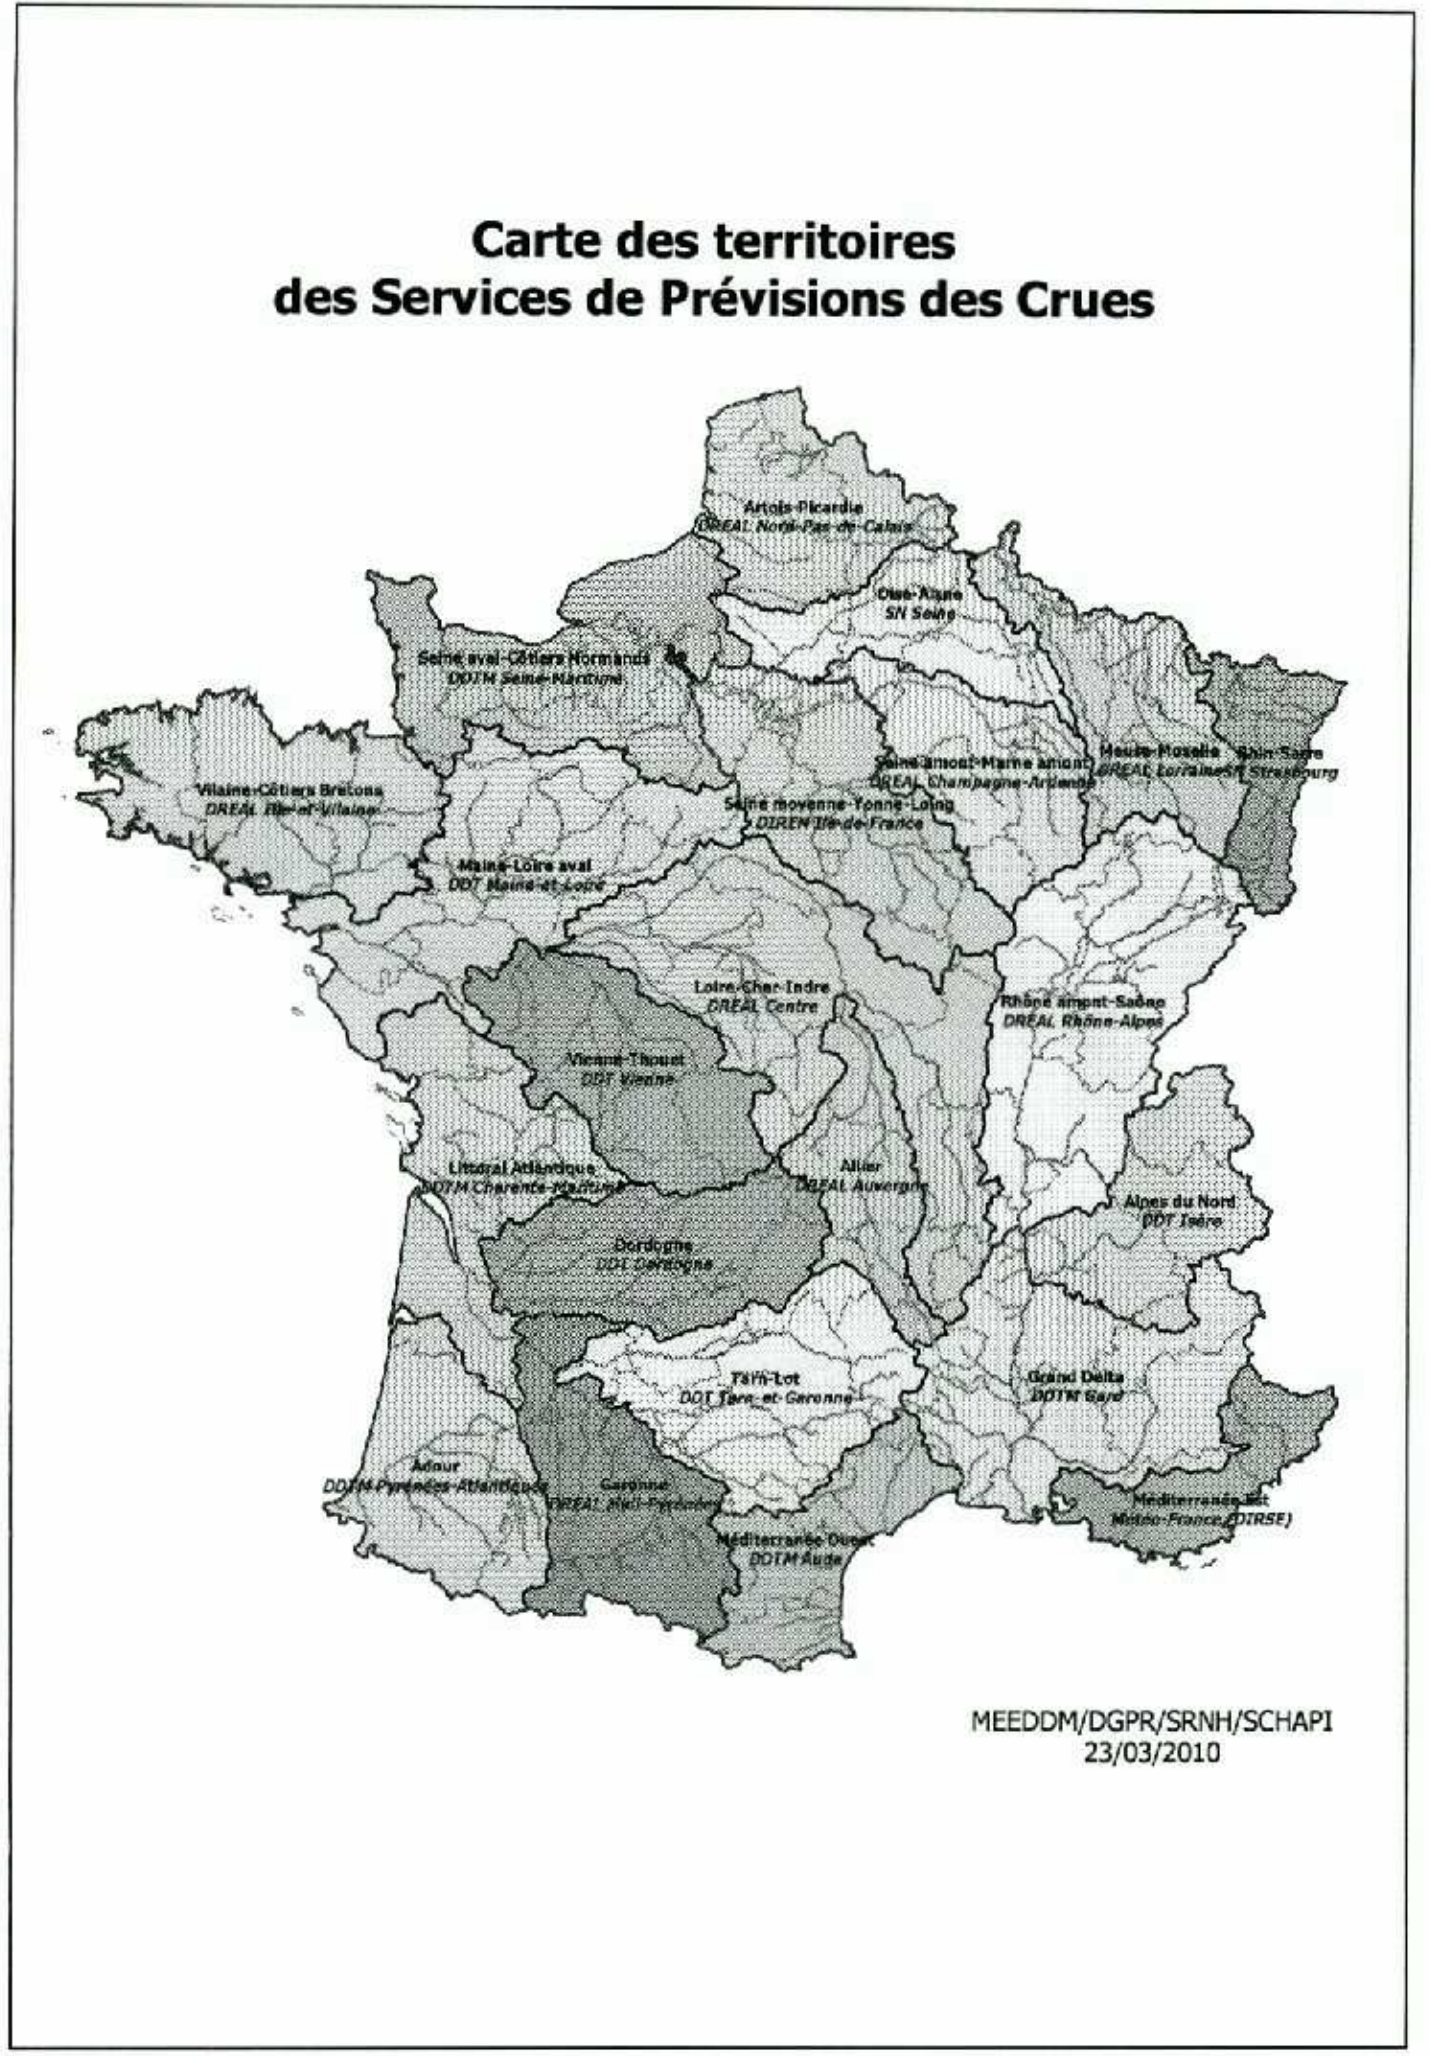 Carte des territoires
des Services de Prévisions des Crues
Artois-Picardie
DREAL Nord-Pas-de-Calais
Oise-Aisne
SN Seine
Seine aval-Côtiers Normands
DDTM Seine-Maritime
Meuse-Moselle
DREAL Lorraine
Rhin-Sarre
SN Strasbourg
Seine amont-Marne amont
DREAL Champagne-Ardenne
Vilaine-Côtiers Bretons
DREAL Ille-et-Vilaine
Seine moyenne-Yonne-Loing
DIREN Ile-de-France
Maine-Loire aval
DDT Maine-et-Loire
Loire-Cher-Indre
DREAL Centre
Rhône amont-Saône
DREAL Rhône-Alpes
Vienne-Thouet
DDT Vienne
Littoral Atlantique
DDTM Charente-Maritime
Allier
DREAL Auvergne
Alpes du Nord
DDT Isère
Dordogne
DDT Dordogne
Tarn-Lot
DDT Tarn-et-Garonne
Grand Delta
DDTM Gard
Adour
DDTM Pyrénées-Atlantiques
Garonne
DREAL Midi-Pyrénées
Méditerranée Est
Météo-France (DIRSE)
Méditerranée Ouest
DDTM Aude
MEEDDM/DGPR/SRNH/SCHAPI
23/03/2010